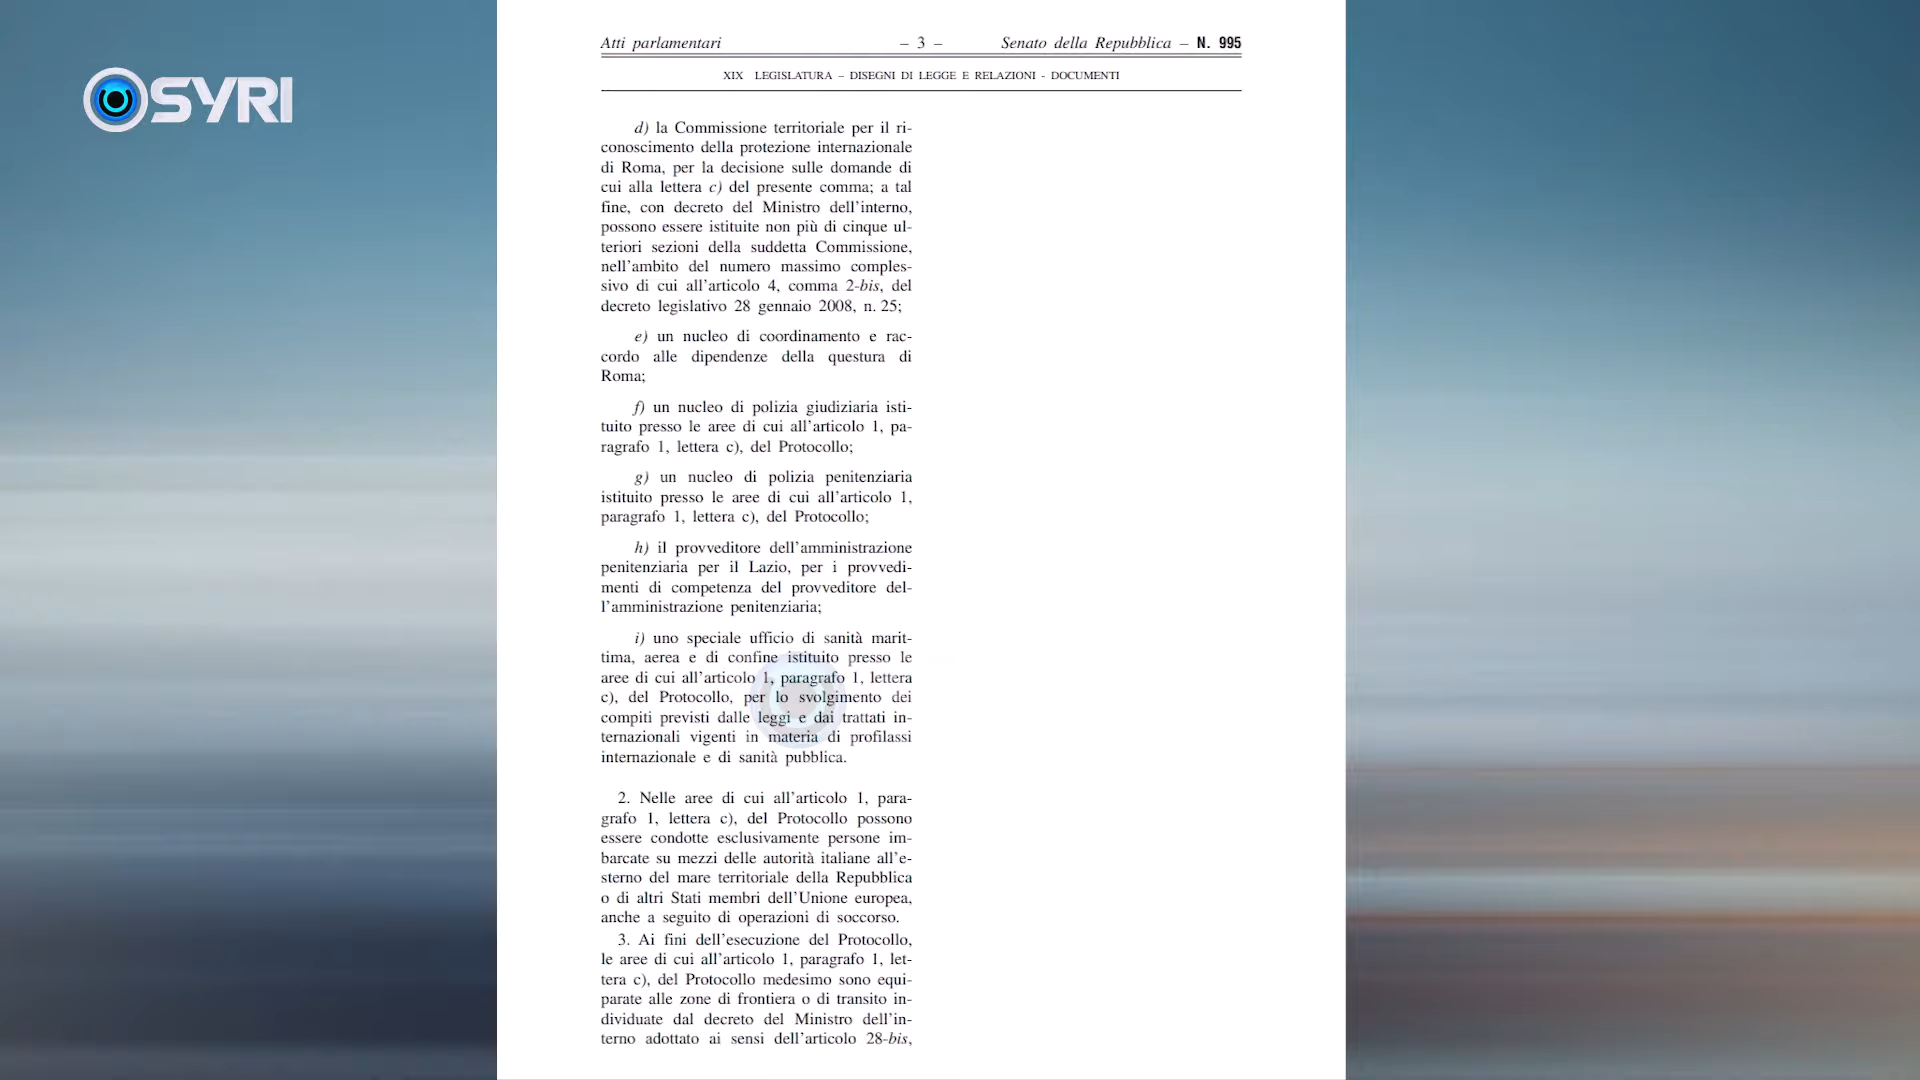 SYRI
Atti parlamentari – 3 – Senato della Repubblica – N. 995
XIX LEGISLATURA – DISEGNI DI LEGGE E RELAZIONI - DOCUMENTI
d) la Commissione territoriale per il ri-
conoscimento della protezione internazionale
di Roma, per la decisione sulle domande di
cui alla lettera c) del presente comma; a tal
fine, con decreto del Ministro dell'interno,
possono essere istituite non più di cinque ul-
teriori sezioni della suddetta Commissione,
nell'ambito del numero massimo comples-
sivo di cui all'articolo 4, comma 2-bis, del
decreto legislativo 28 gennaio 2008, n. 25;
e) un nucleo di coordinamento e rac-
cordo alle dipendenze della questura di
Roma;
f) un nucleo di polizia giudiziaria isti-
tuito presso le aree di cui all'articolo 1, pa-
ragrafo 1, lettera c), del Protocollo;
g) un nucleo di polizia penitenziaria
istituito presso le aree di cui all'articolo 1,
paragrafo 1, lettera c), del Protocollo;
h) il provveditore dell'amministrazione
penitenziaria per il Lazio, per i provvedi-
menti di competenza del provveditore del-
l'amministrazione penitenziaria;
i) uno speciale ufficio di sanità marit-
tima, aerea e di confine istituito presso le
aree di cui all'articolo 1, paragrafo 1, lettera
c), del Protocollo, per lo svolgimento dei
compiti previsti dalle leggi e dai trattati in-
ternazionali vigenti in materia di profilassi
internazionale e di sanità pubblica.
2. Nelle aree di cui all'articolo 1, para-
grafo 1, lettera c), del Protocollo possono
essere condotte esclusivamente persone im-
barcate su mezzi delle autorità italiane all'e-
sterno del mare territoriale della Repubblica
o di altri Stati membri dell'Unione europea,
anche a seguito di operazioni di soccorso.
3. Ai fini dell'esecuzione del Protocollo,
le aree di cui all'articolo 1, paragrafo 1, let-
tera c), del Protocollo medesimo sono equi-
parate alle zone di frontiera o di transito in-
dividuate dal decreto del Ministro dell'in-
terno adottato ai sensi dell'articolo 28-bis,